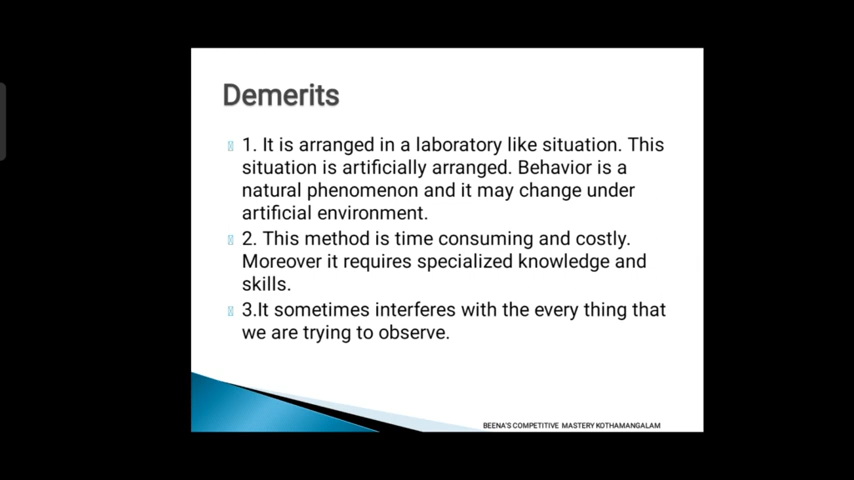 Demerits
1. It is arranged in a laboratory like situation. This
situation is artificially arranged. Behavior is a
natural phenomenon and it may change under
artificial environment.
2. This method is time consuming and costly.
Moreover it requires specialized knowledge and
skills.
3.It sometimes interferes with the every thing that
we are trying to observe.
BEENA'S COMPETITIVE MASTERY KOTHAMANGALAM